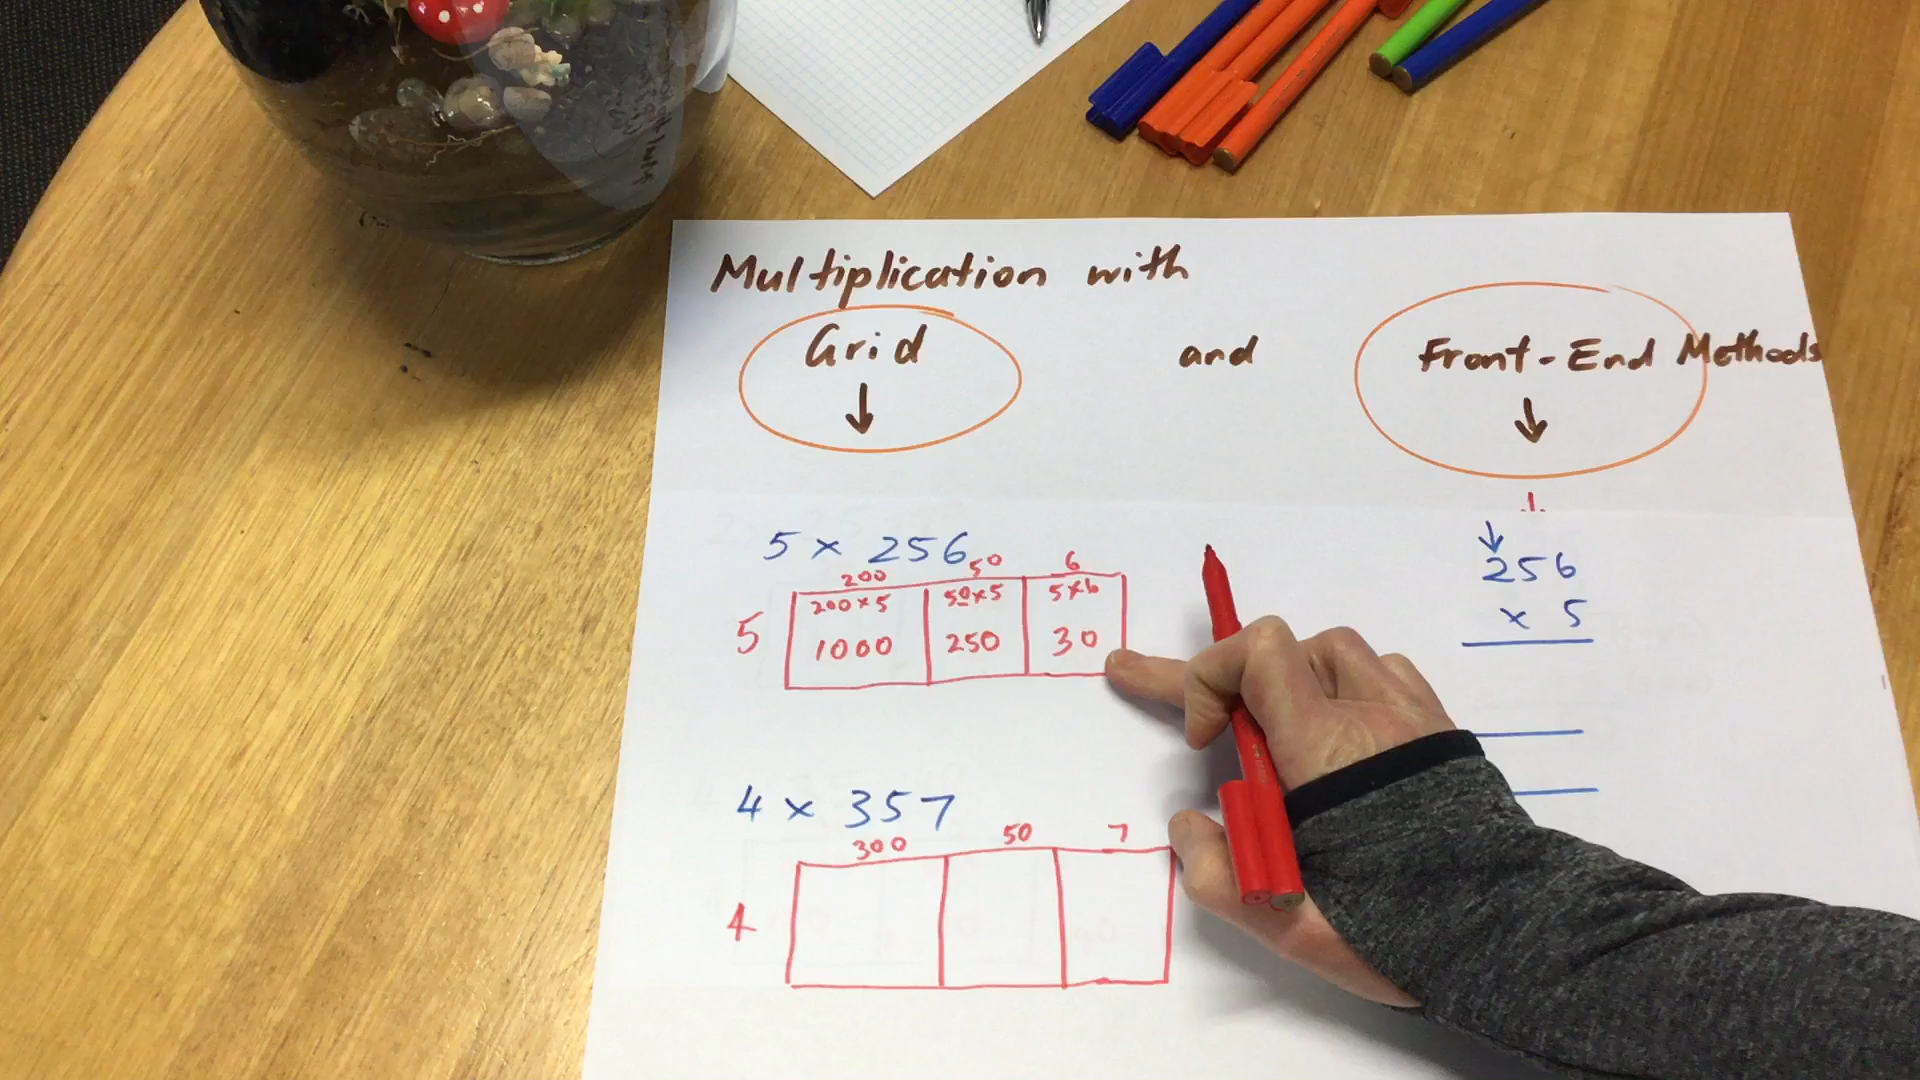 Multiplication with
Grid and Front-End Methods
↓ ↓
5 × 256
200 50 6
5 200×5 50×5 5×6
1000 250 30
↓
256
× 5
4 × 357
300 50 7
4